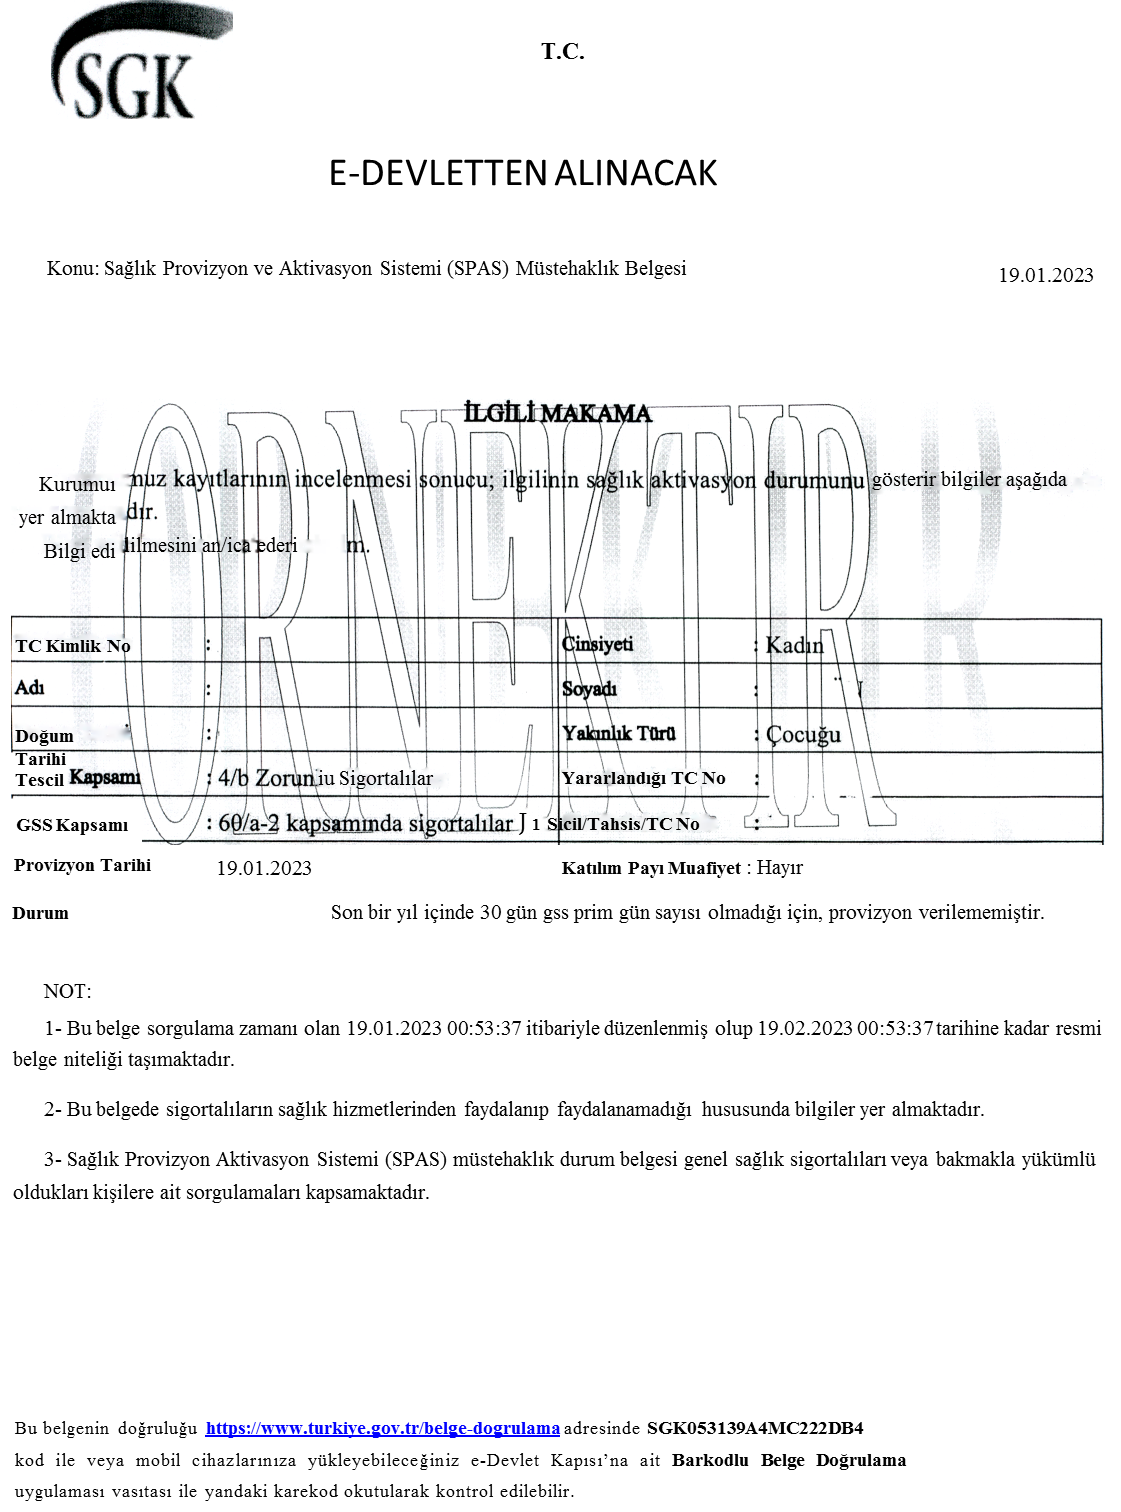 SGK
T.C.
E-DEVLETTEN ALINACAK
Konu: Sağlık Provizyon ve Aktivasyon Sistemi (SPAS) Müstehaklık Belgesi
19.01.2023
İLGİLİ MAKAMA
ORNEKTIR
Kurumuı muz kayıtlarının incelenmesi sonucu; ilgilinin sağlık aktivasyon durumunu gösterir bilgiler aşağıda
yer almakta dır.
Bilgi edi lilmesini an/ica ederi m.
TC Kimlik No : Cinsiyeti : Kadın
Adı : Soyadı :
Doğum Tarihi : Yakınlık Türü : Çocuğu
Tescil Kapsamı : 4/b Zorun iu Sigortalılar Yararlandığı TC No :
GSS Kapsamı : 60/a-2 kapsamında sigortalılar J 1 Sicil/Tahsis/TC No :
Provizyon Tarihi 19.01.2023 Katılım Payı Muafiyet : Hayır
Durum Son bir yıl içinde 30 gün gss prim gün sayısı olmadığı için, provizyon verilememiştir.
NOT:
1- Bu belge sorgulama zamanı olan 19.01.2023 00:53:37 itibariyle düzenlenmiş olup 19.02.2023 00:53:37 tarihine kadar resmi
belge niteliği taşımaktadır.
2- Bu belgede sigortalıların sağlık hizmetlerinden faydalanıp faydalanamadığı hususunda bilgiler yer almaktadır.
3- Sağlık Provizyon Aktivasyon Sistemi (SPAS) müstehaklık durum belgesi genel sağlık sigortalıları veya bakmakla yükümlü
oldukları kişilere ait sorgulamaları kapsamaktadır.
Bu belgenin doğruluğu https://www.turkiye.gov.tr/belge-dogrulama adresinde SGK053139A4MC222DB4
kod ile veya mobil cihazlarınıza yükleyebileceğiniz e-Devlet Kapısı'na ait Barkodlu Belge Doğrulama
uygulaması vasıtası ile yandaki karekod okutularak kontrol edilebilir.